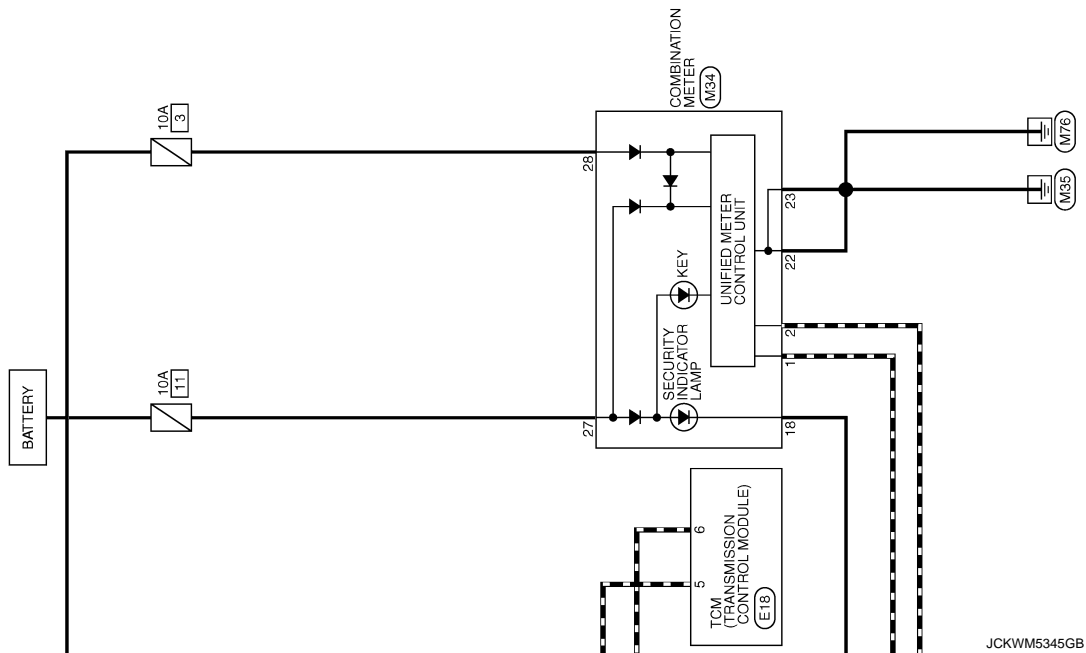 BATTERY
10A
3
10A
11
COMBINATION
METER
M34
28
27
SECURITY
INDICATOR
LAMP
KEY
UNIFIED METER
CONTROL UNIT
23
22
2
1
18
M76
M35
TCM
(TRANSMISSION
CONTROL MODULE)
E18
6
5
JCKWM5345GB